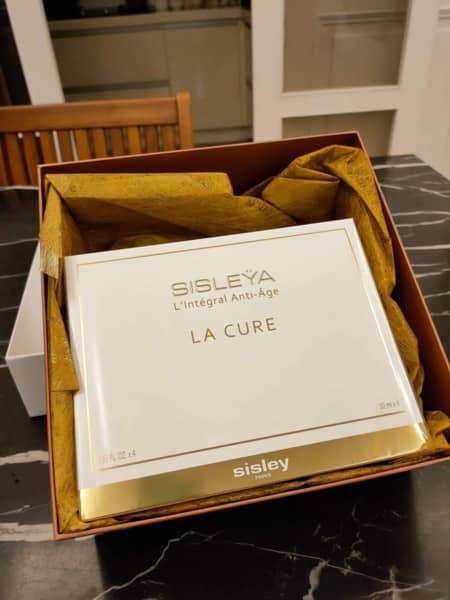 SISLEŸA
L'Intégral Anti-Âge
LA CURE
sisley
PARIS